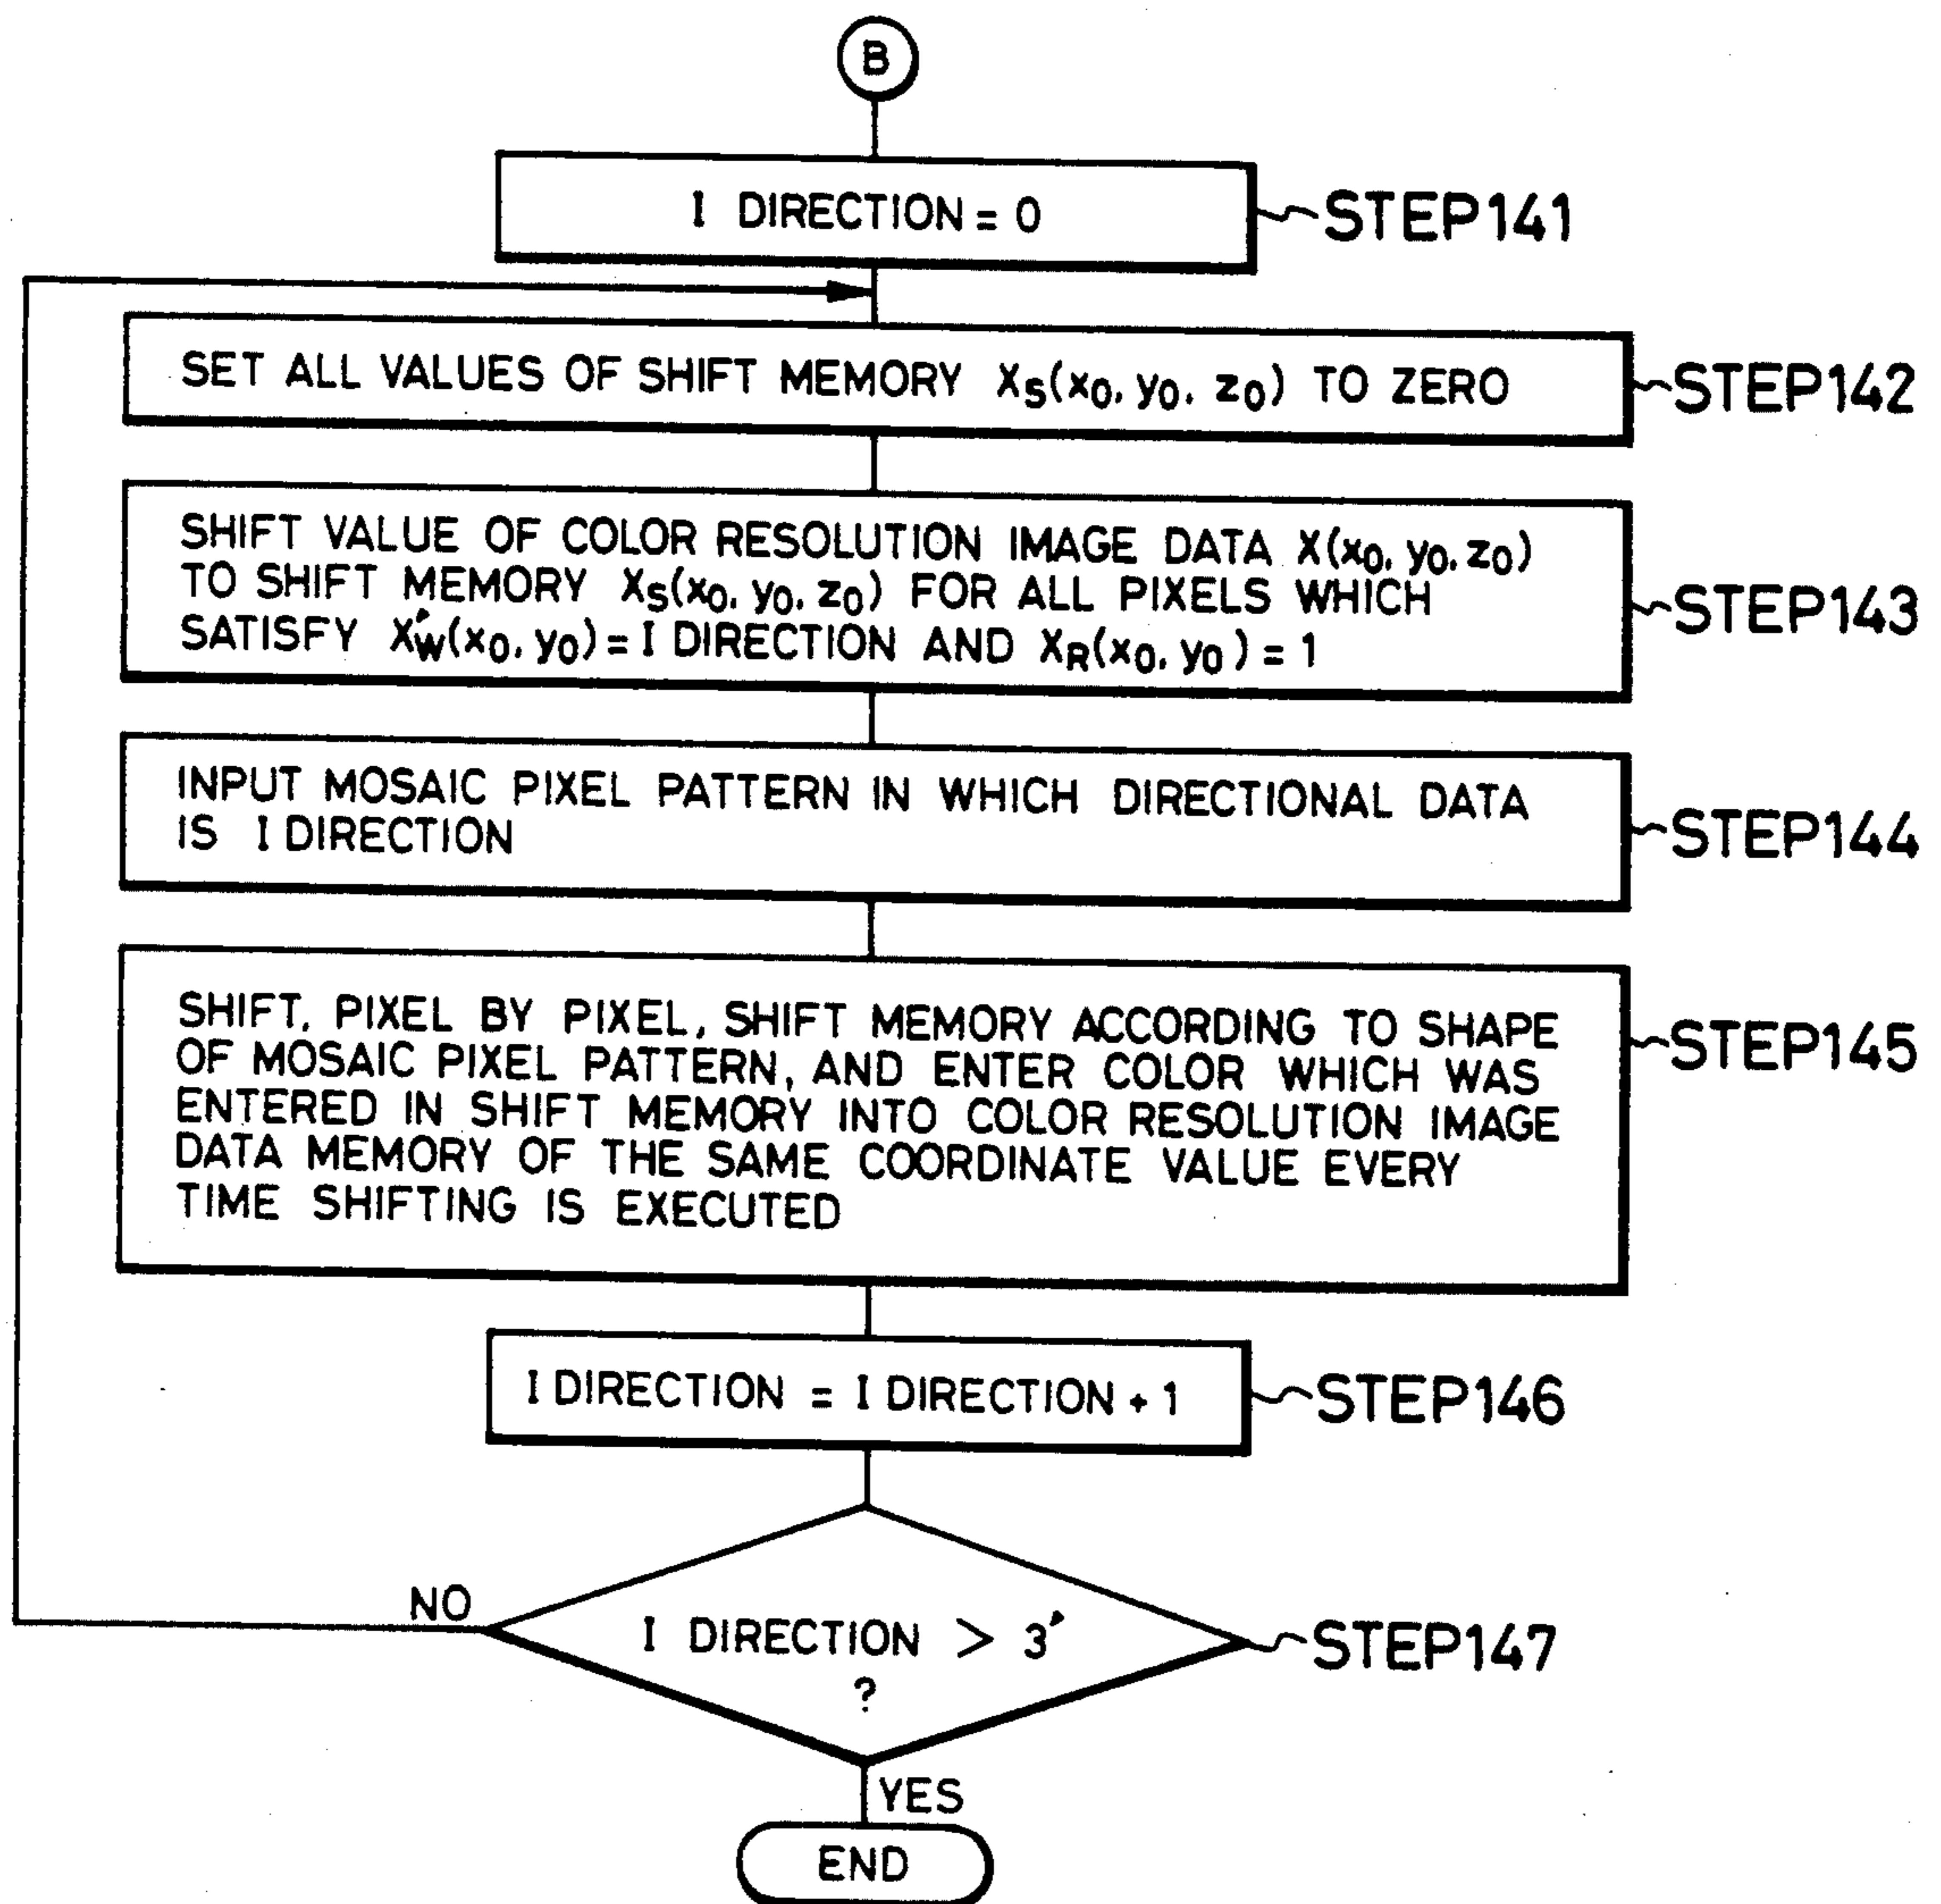 B
I DIRECTION = 0
STEP141
SET ALL VALUES OF SHIFT MEMORY XS(x0, y0, z0) TO ZERO
STEP142
SHIFT VALUE OF COLOR RESOLUTION IMAGE DATA X(x0, y0, z0)
TO SHIFT MEMORY XS(x0, y0, z0) FOR ALL PIXELS WHICH
SATISFY X'W(x0, y0) = I DIRECTION AND XR(x0, y0) = 1
STEP143
INPUT MOSAIC PIXEL PATTERN IN WHICH DIRECTIONAL DATA
IS I DIRECTION
STEP144
SHIFT, PIXEL BY PIXEL, SHIFT MEMORY ACCORDING TO SHAPE
OF MOSAIC PIXEL PATTERN, AND ENTER COLOR WHICH WAS
ENTERED IN SHIFT MEMORY INTO COLOR RESOLUTION IMAGE
DATA MEMORY OF THE SAME COORDINATE VALUE EVERY
TIME SHIFTING IS EXECUTED
STEP145
I DIRECTION = I DIRECTION + 1
STEP146
NO
I DIRECTION > 3'
?
STEP147
YES
END